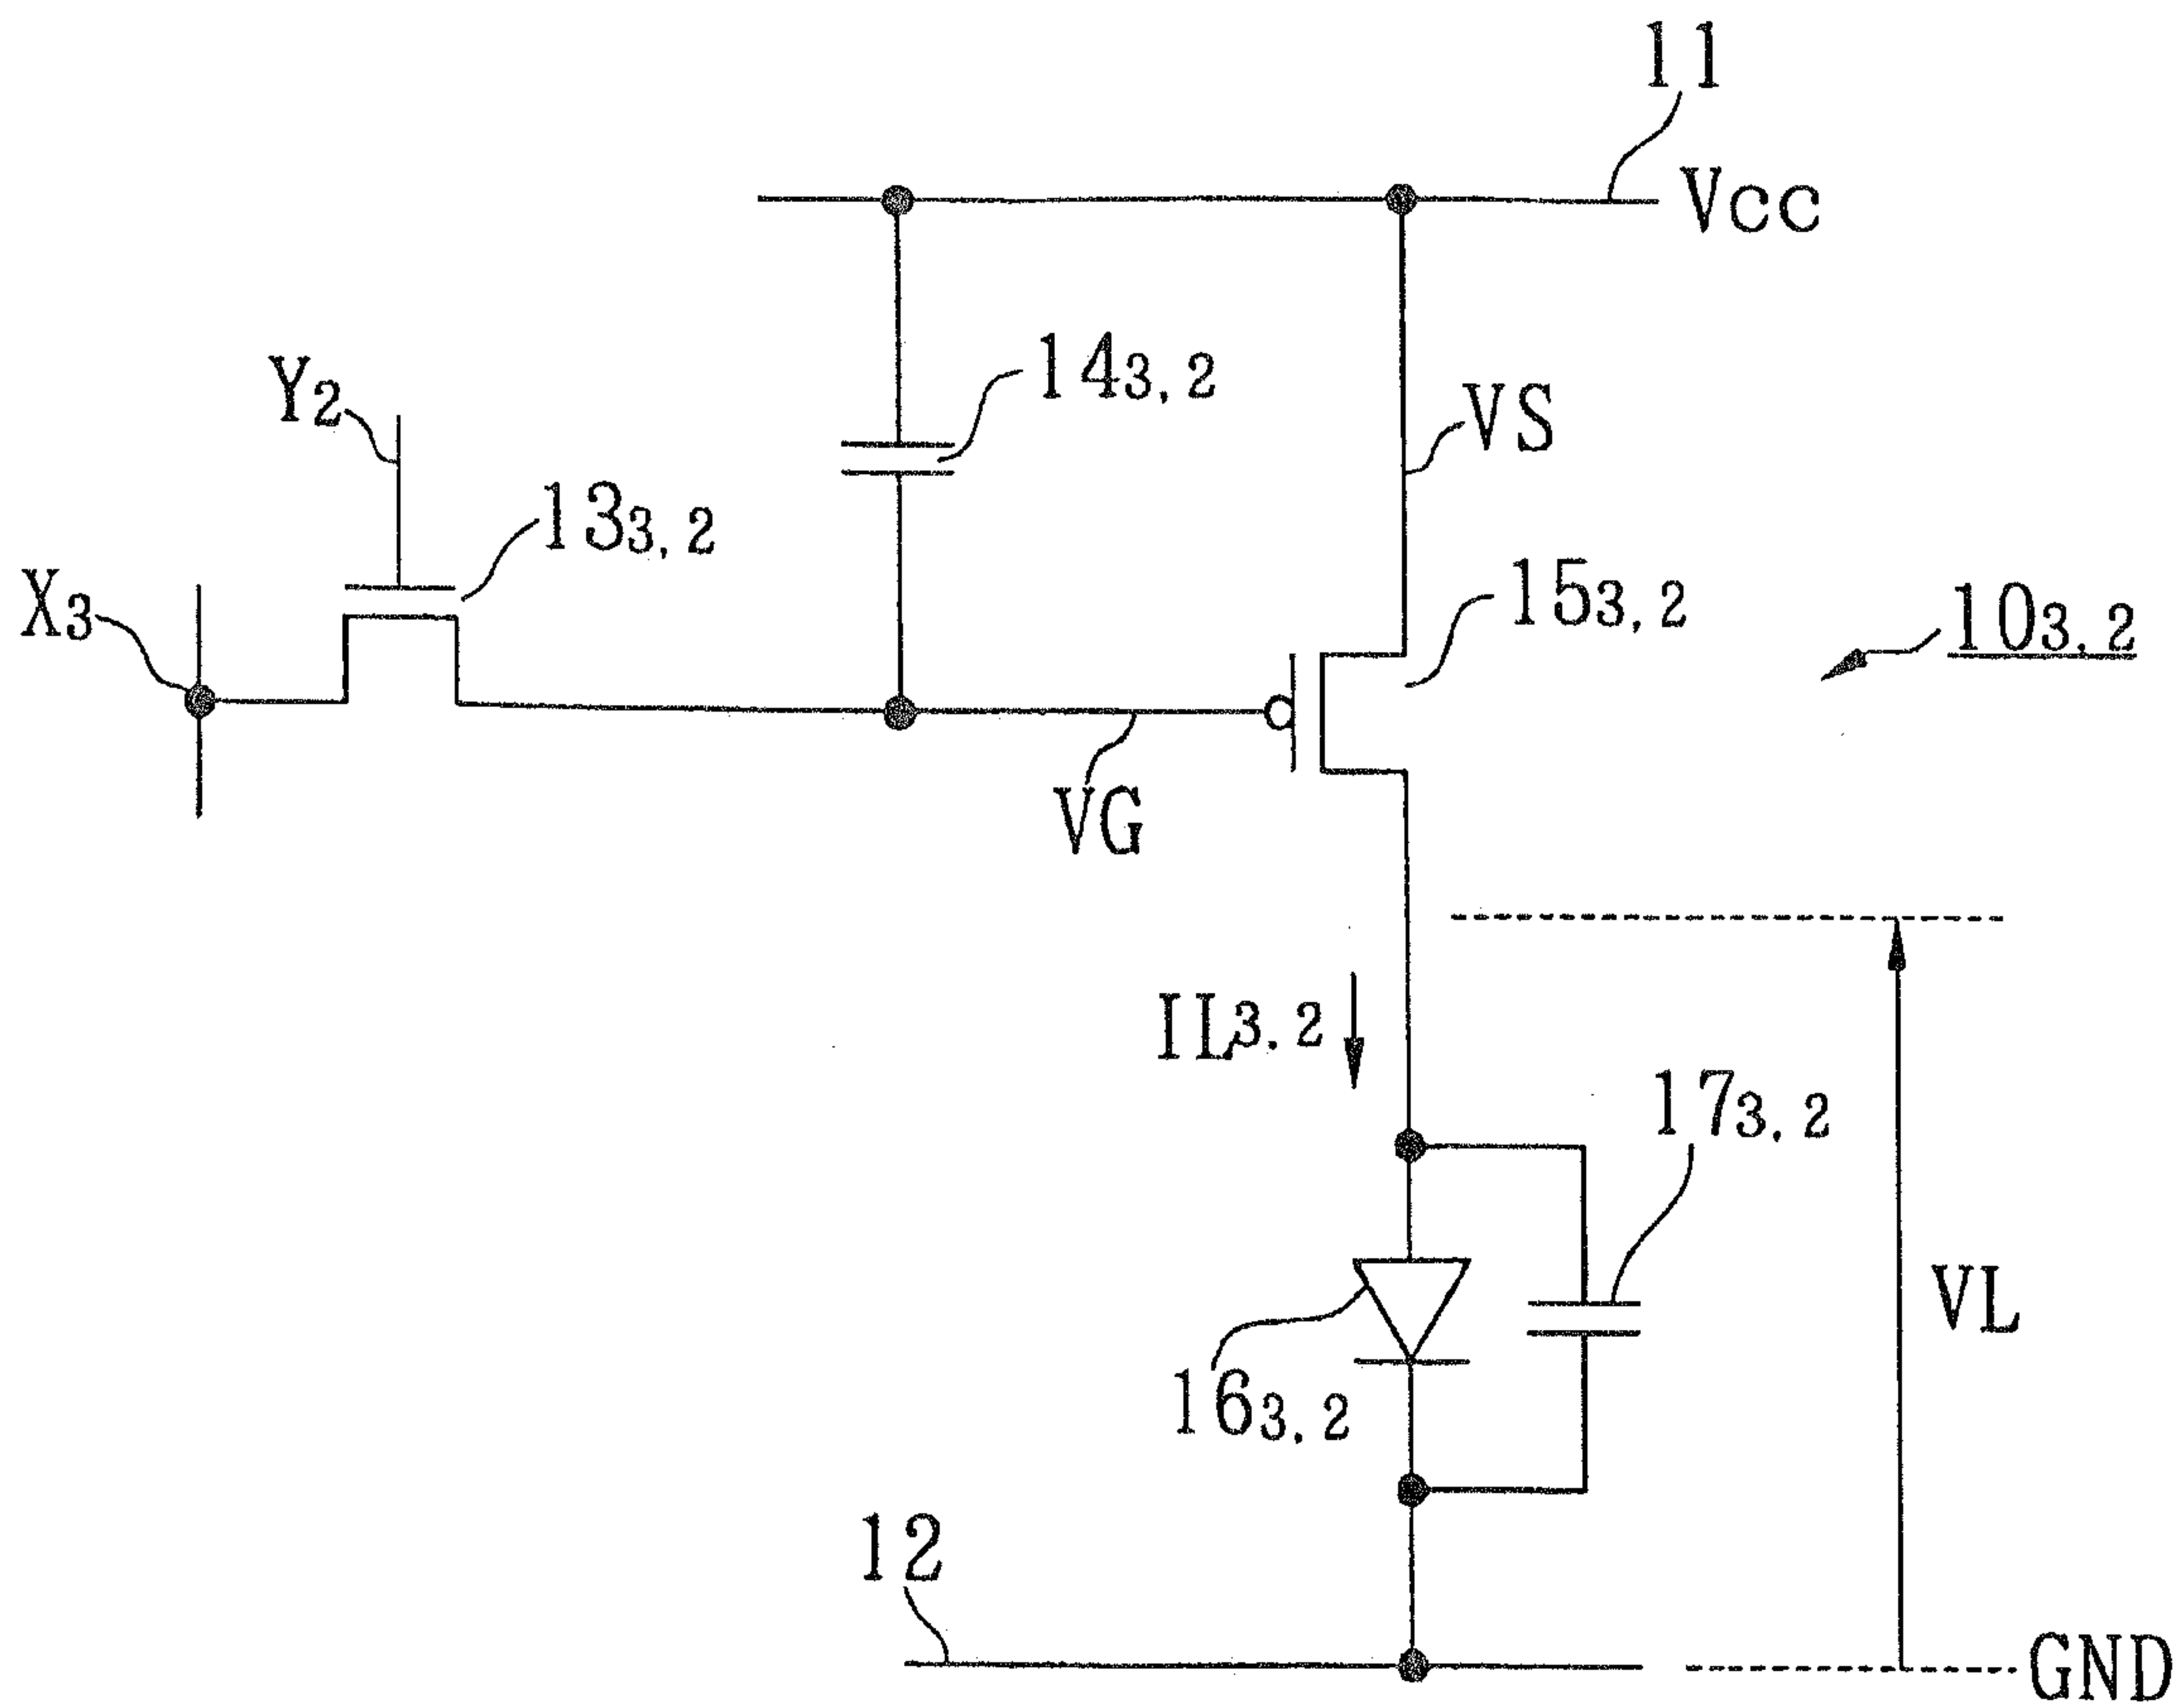 11
Vcc
Y2
143,2
VS
133,2
X3
153,2
103,2
VG
IL3,2
173,2
VL
163,2
12
GND